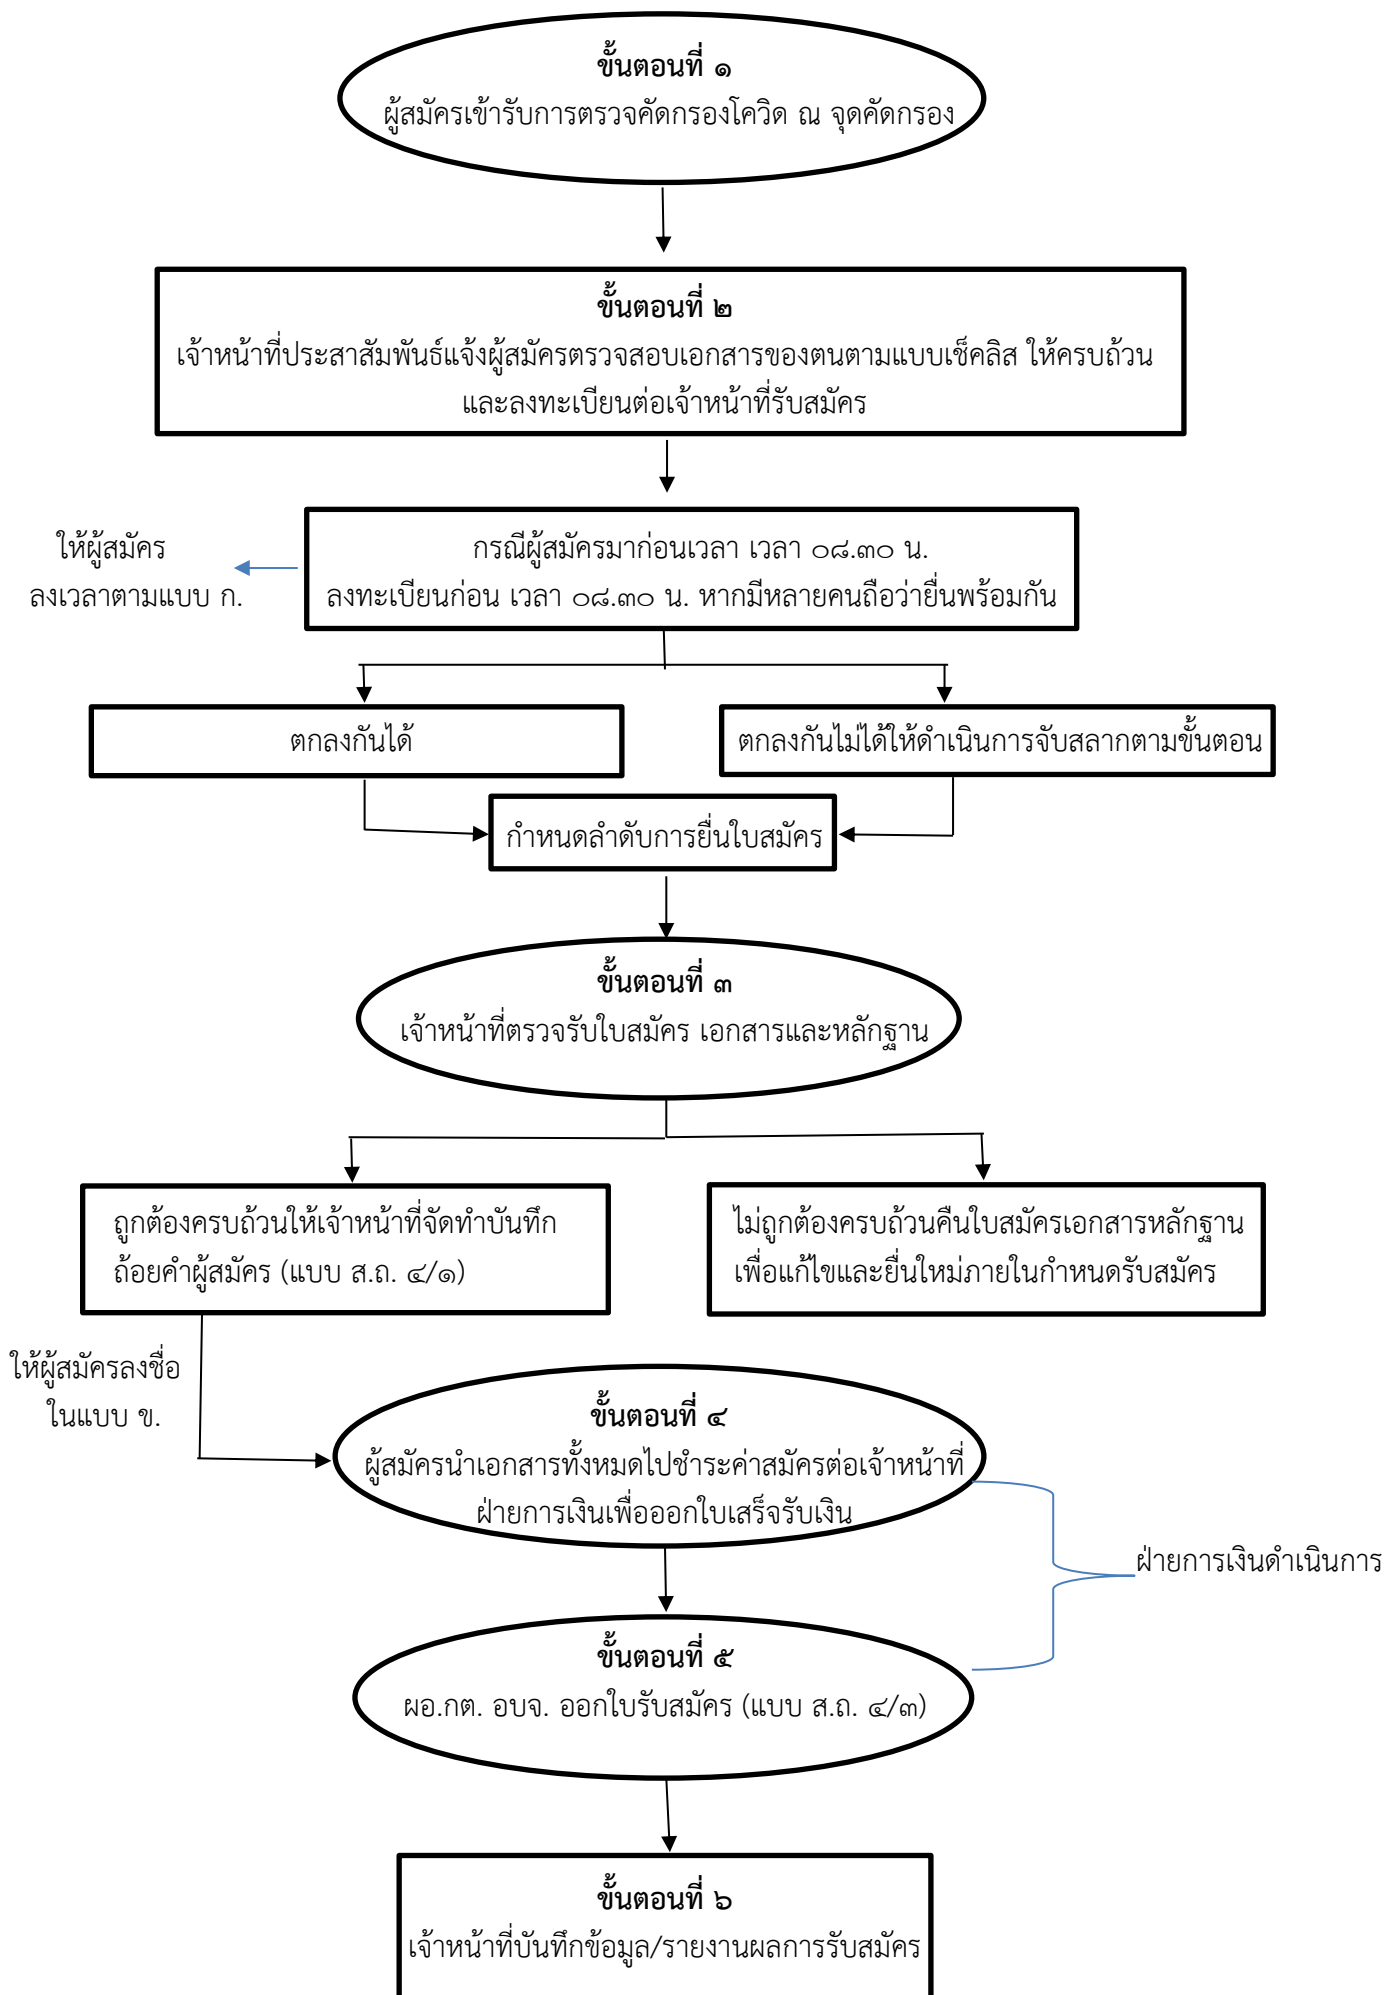 ขั้นตอนที่ ๑
ผู้สมัครเข้ารับการตรวจคัดกรองโควิด ณ จุดคัดกรอง
ขั้นตอนที่ ๒
เจ้าหน้าที่ประสาสัมพันธ์แจ้งผู้สมัครตรวจสอบเอกสารของตนตามแบบเช็คลิส ให้ครบถ้วน
และลงทะเบียนต่อเจ้าหน้าที่รับสมัคร
ให้ผู้สมัคร
ลงเวลาตามแบบ ก.
กรณีผู้สมัครมาก่อนเวลา เวลา ๐๘.๓๐ น.
ลงทะเบียนก่อน เวลา ๐๘.๓๐ น. หากมีหลายคนถือว่ายื่นพร้อมกัน
ตกลงกันได้
ตกลงกันไม่ได้ให้ดำเนินการจับสลากตามขั้นตอน
กำหนดลำดับการยื่นใบสมัคร
ขั้นตอนที่ ๓
เจ้าหน้าที่ตรวจรับใบสมัคร เอกสารและหลักฐาน
ถูกต้องครบถ้วนให้เจ้าหน้าที่จัดทำบันทึก
ถ้อยคำผู้สมัคร (แบบ ส.ถ. ๔/๑)
ไม่ถูกต้องครบถ้วนคืนใบสมัครเอกสารหลักฐาน
เพื่อแก้ไขและยื่นใหม่ภายในกำหนดรับสมัคร
ให้ผู้สมัครลงชื่อ
ในแบบ ข.
ขั้นตอนที่ ๔
ผู้สมัครนำเอกสารทั้งหมดไปชำระค่าสมัครต่อเจ้าหน้าที่
ฝ่ายการเงินเพื่อออกใบเสร็จรับเงิน
ฝ่ายการเงินดำเนินการ
ขั้นตอนที่ ๕
ผอ.กต. อบจ. ออกใบรับสมัคร (แบบ ส.ถ. ๔/๓)
ขั้นตอนที่ ๖
เจ้าหน้าที่บันทึกข้อมูล/รายงานผลการรับสมัคร